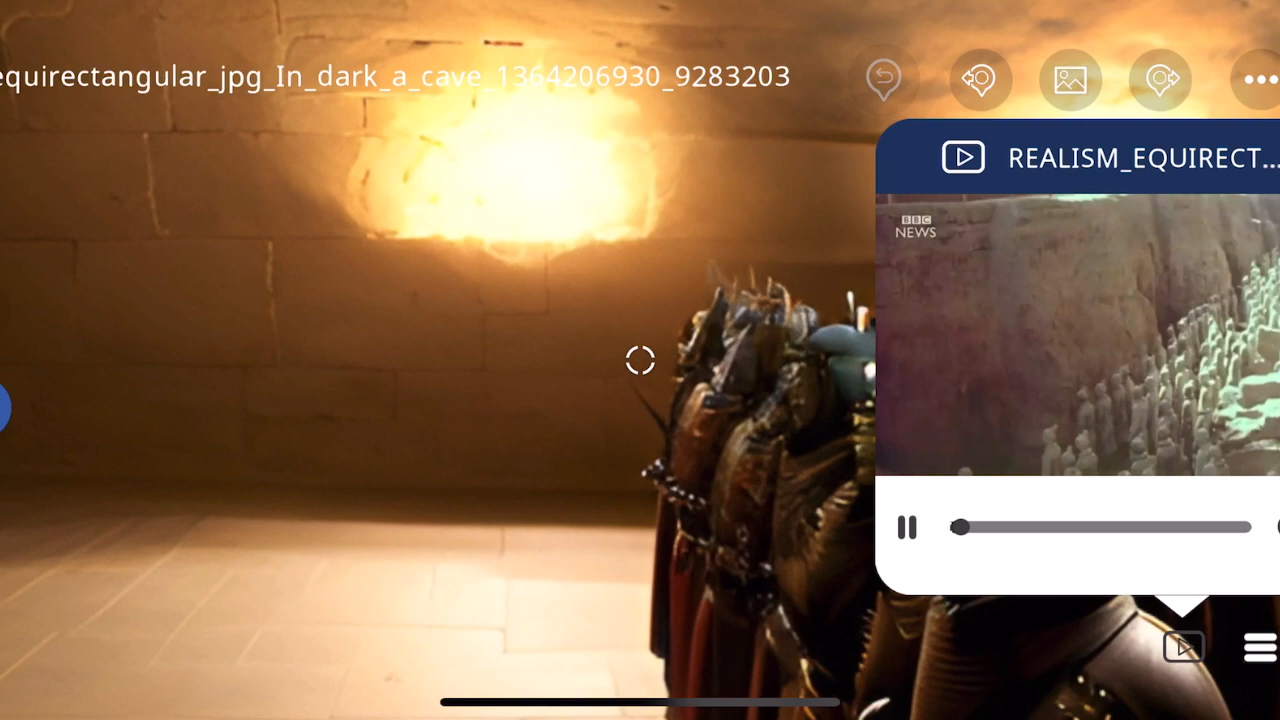 equirectangular_jpg_In_dark_a_cave_1364206930_9283203
REALISM_EQUIRECT...
BBC
NEWS